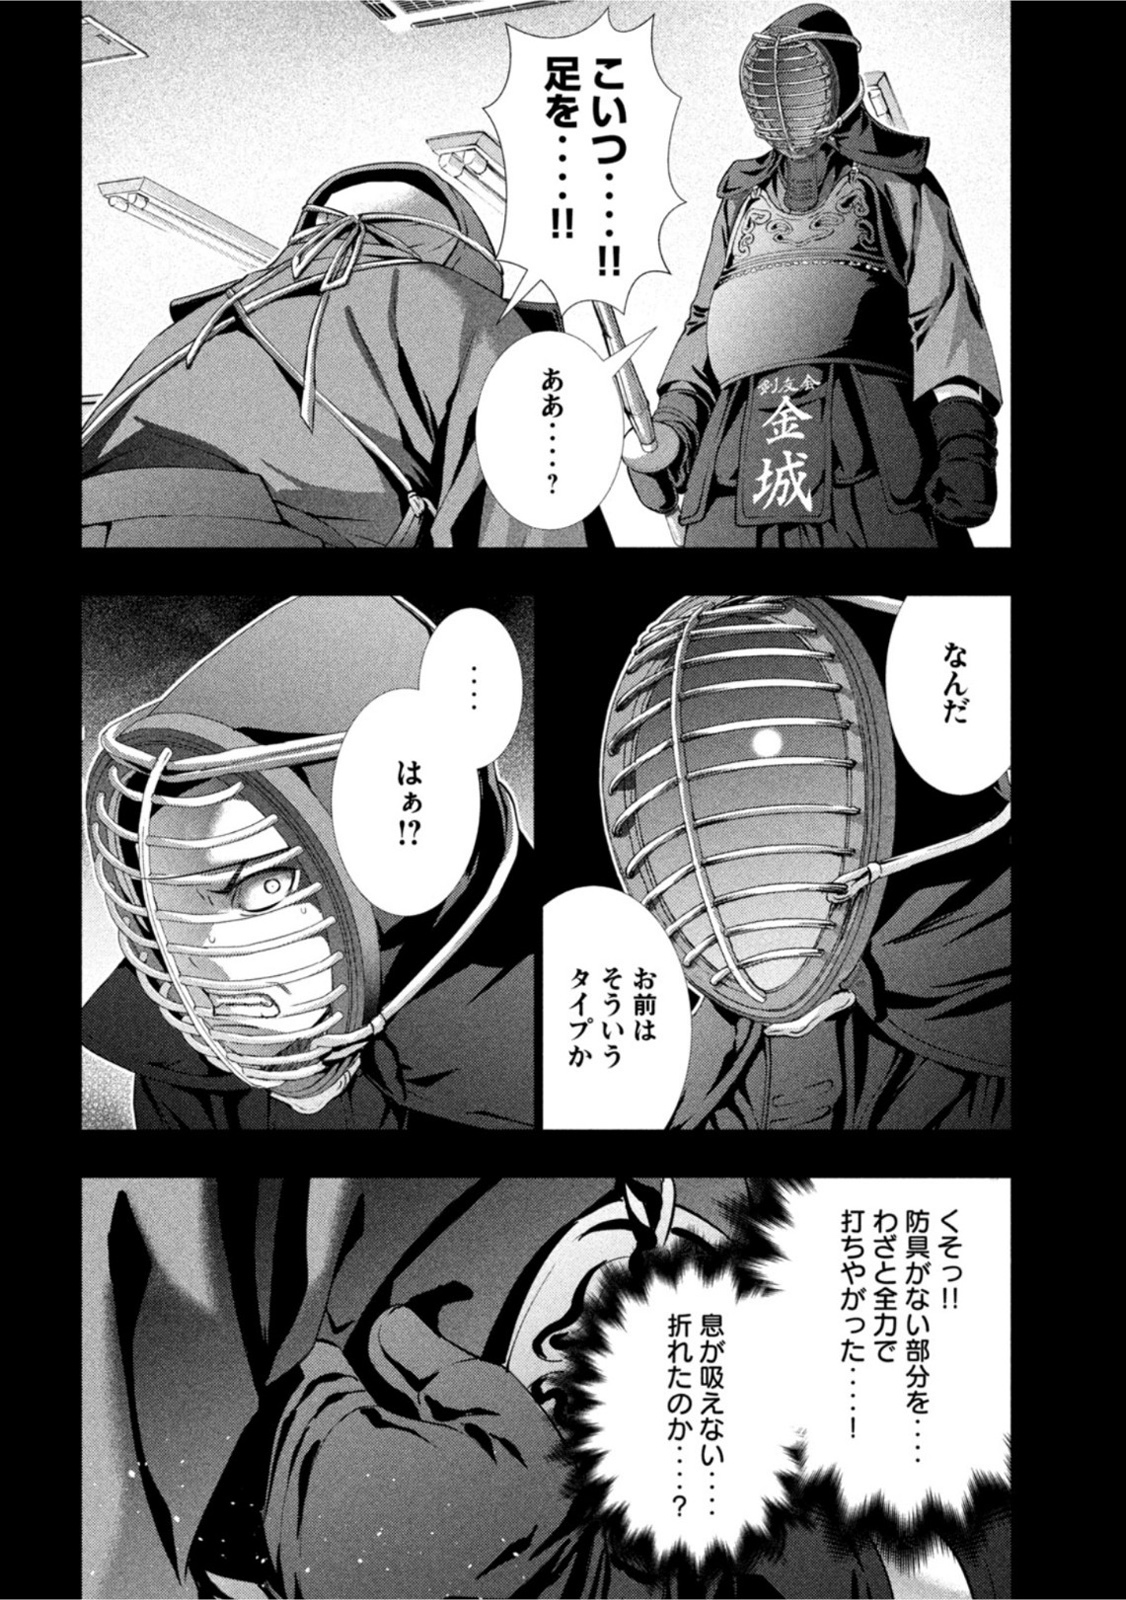 こいつ‥‥!!
足を‥‥!!
ああ‥‥?
剣友会
金城
なんだ
お前は
そういう
タイプか
‥‥
はぁ!?
くそっ!!
防具がない部分を‥‥
わざと全力で
打ちやがった‥‥!
息が吸えない‥‥
折れたのか‥‥?